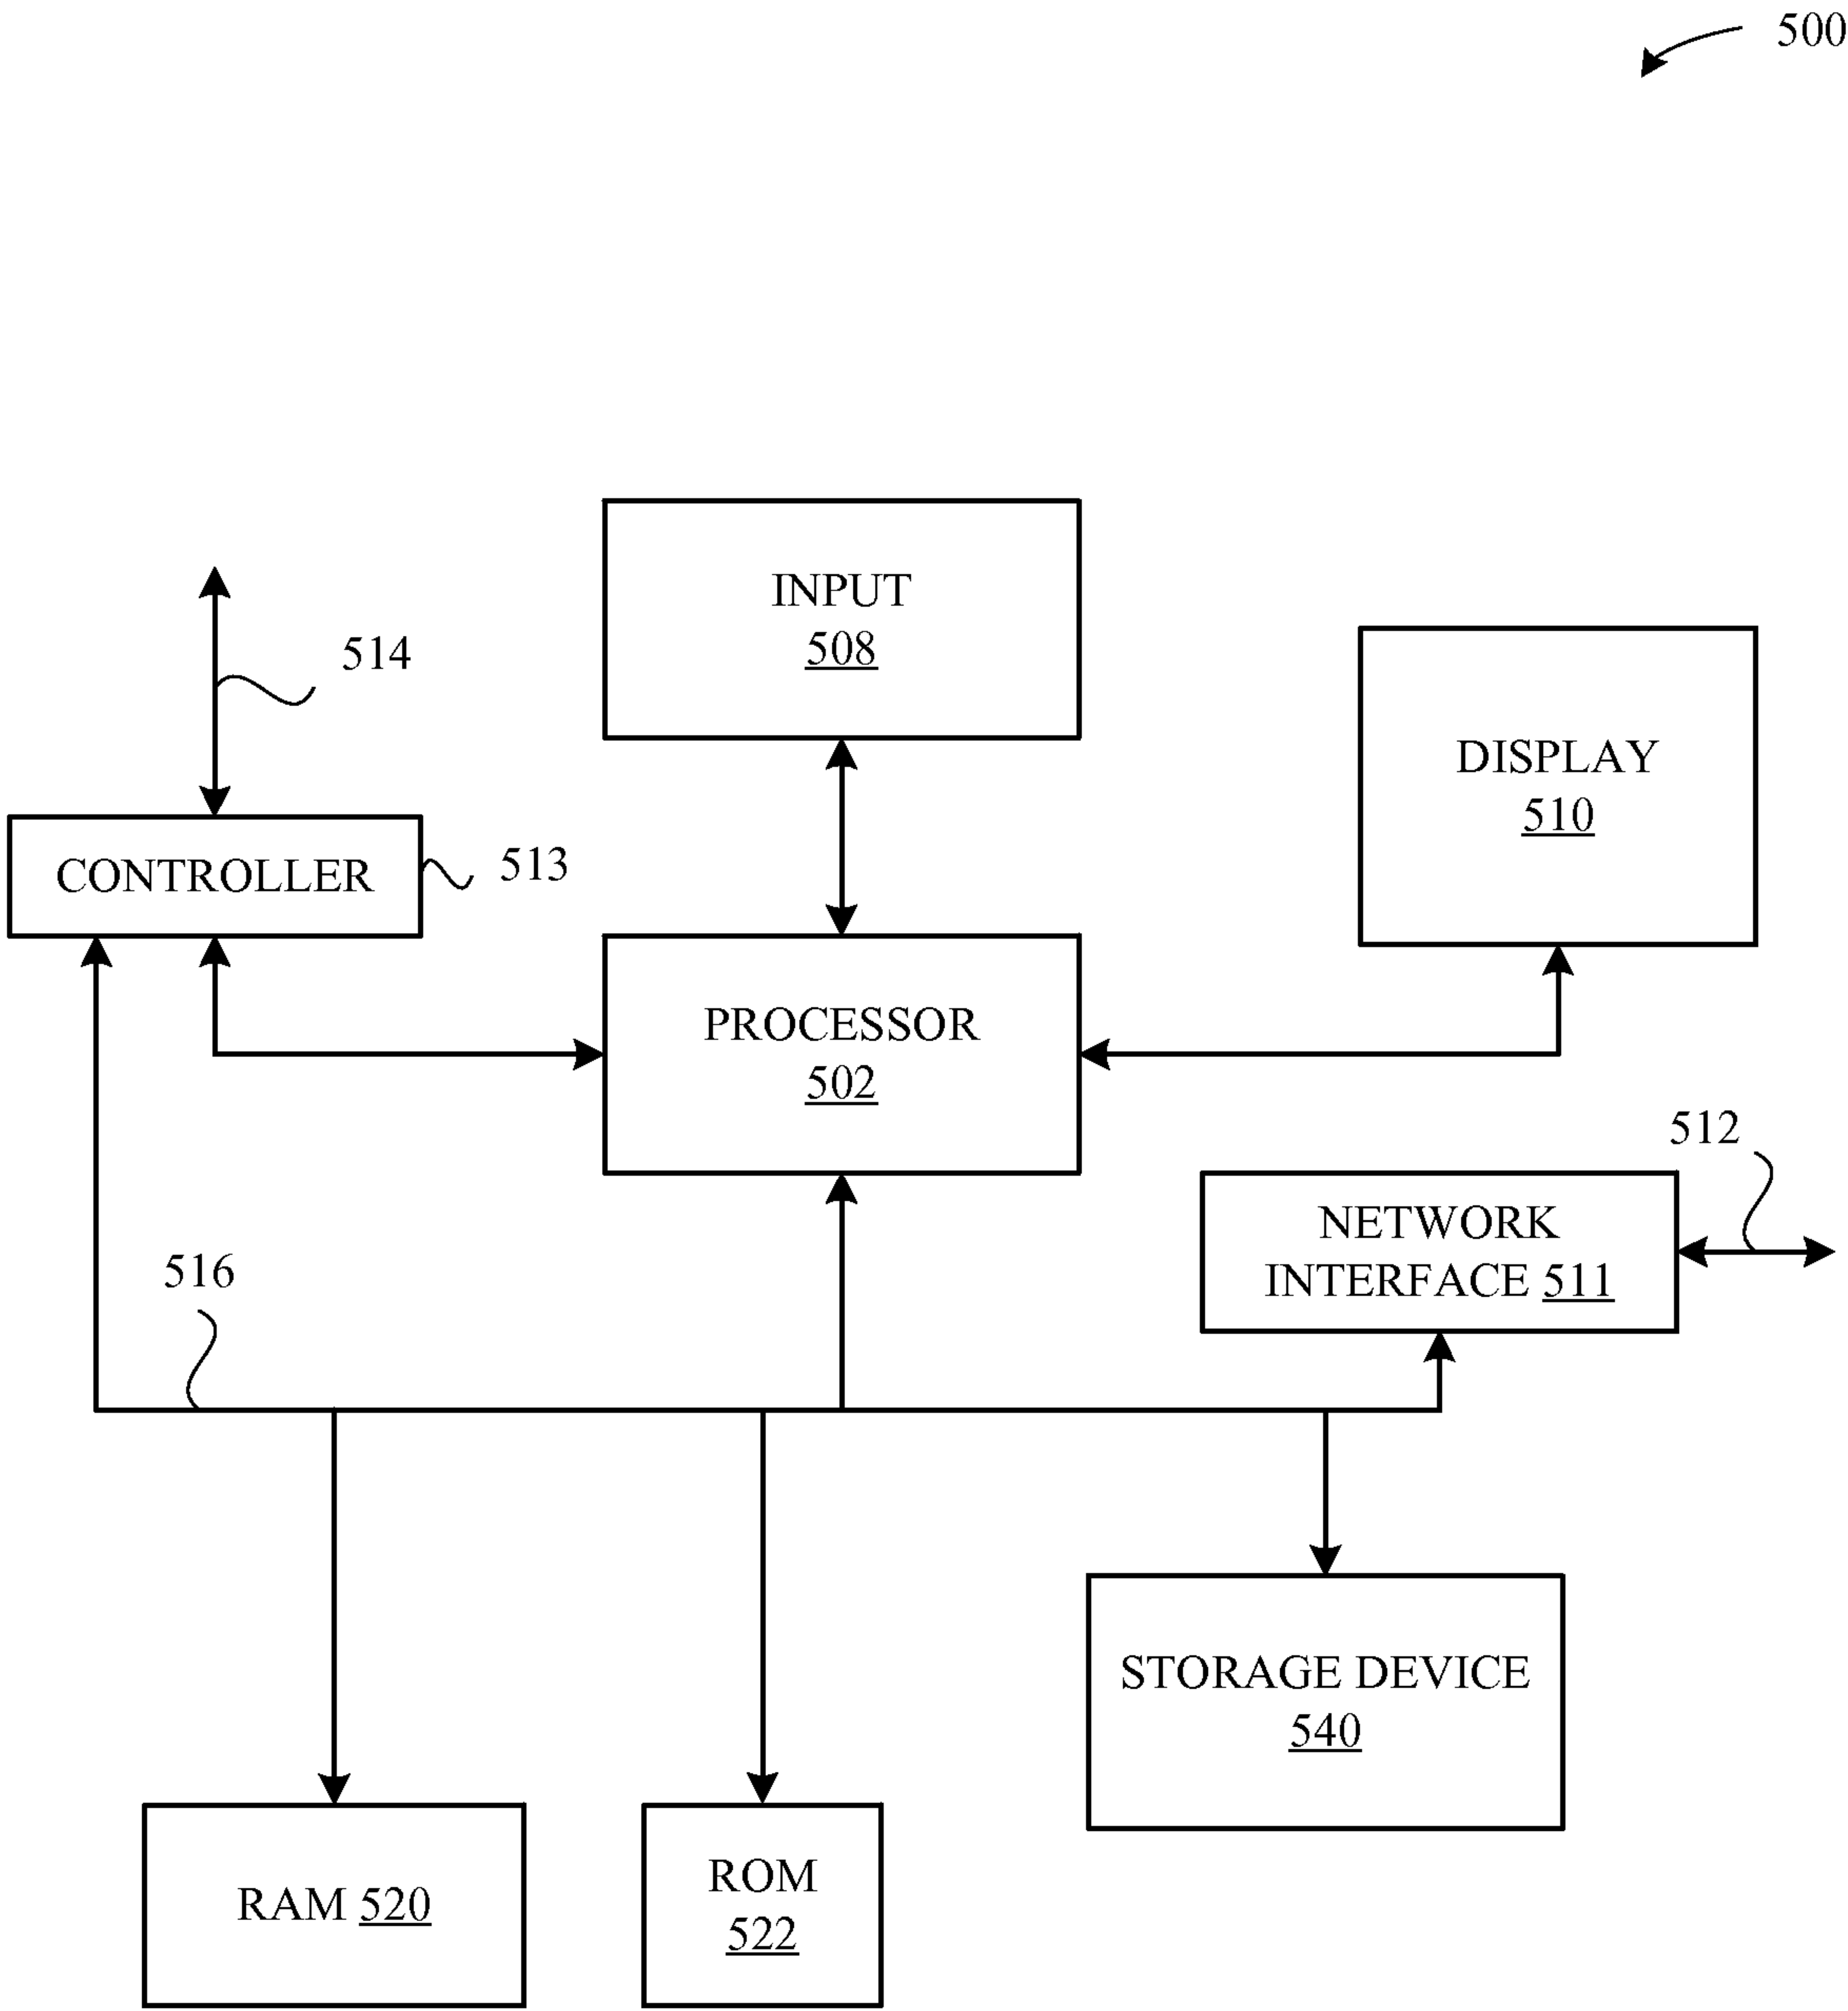 500
INPUT
508
514
DISPLAY
510
CONTROLLER
513
PROCESSOR
502
512
NETWORK
INTERFACE 511
516
STORAGE DEVICE
540
RAM 520
ROM
522